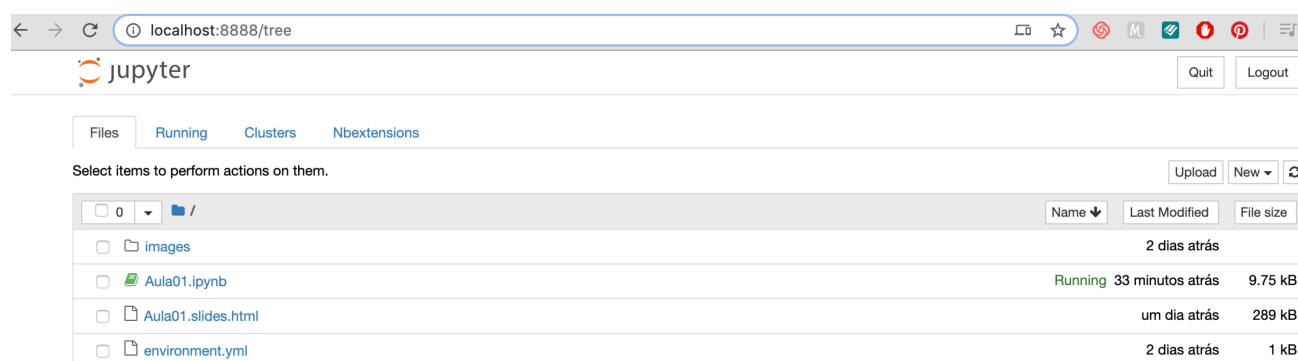 localhost:8888/tree
jupyter
Quit Logout
Files Running Clusters Nbextensions
Select items to perform actions on them.
Upload New
0 / Name Last Modified File size
images 2 dias atrás
Aula01.ipynb Running 33 minutos atrás 9.75 kB
Aula01.slides.html um dia atrás 289 kB
environment.yml 2 dias atrás 1 kB